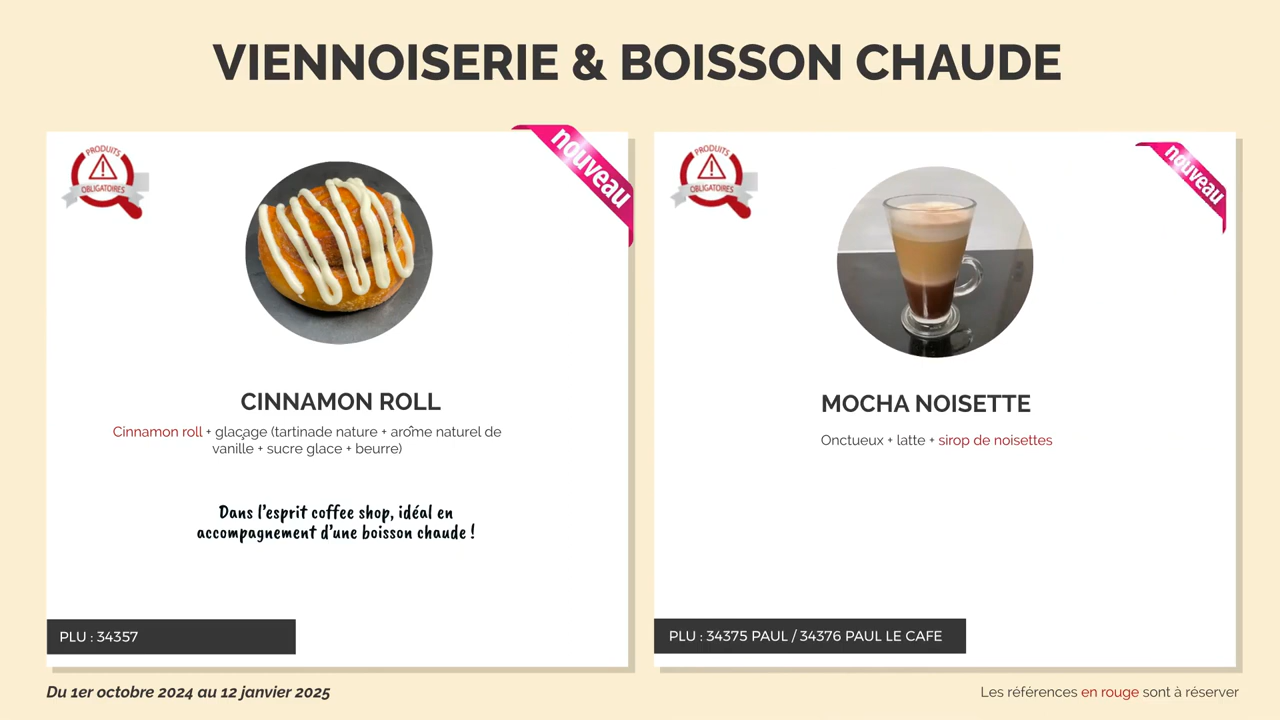 VIENNOISERIE & BOISSON CHAUDE
PRODUITS
OBLIGATOIRES
nouveau
CINNAMON ROLL
Cinnamon roll + glaçage (tartinade nature + arôme naturel de
vanille + sucre glace + beurre)
Dans l'esprit coffee shop, idéal en
accompagnement d'une boisson chaude !
PLU : 34357
PRODUITS
OBLIGATOIRES
nouveau
MOCHA NOISETTE
Onctueux + latte + sirop de noisettes
PLU : 34375 PAUL / 34376 PAUL LE CAFE
Du 1er octobre 2024 au 12 janvier 2025
Les références en rouge sont à réserver